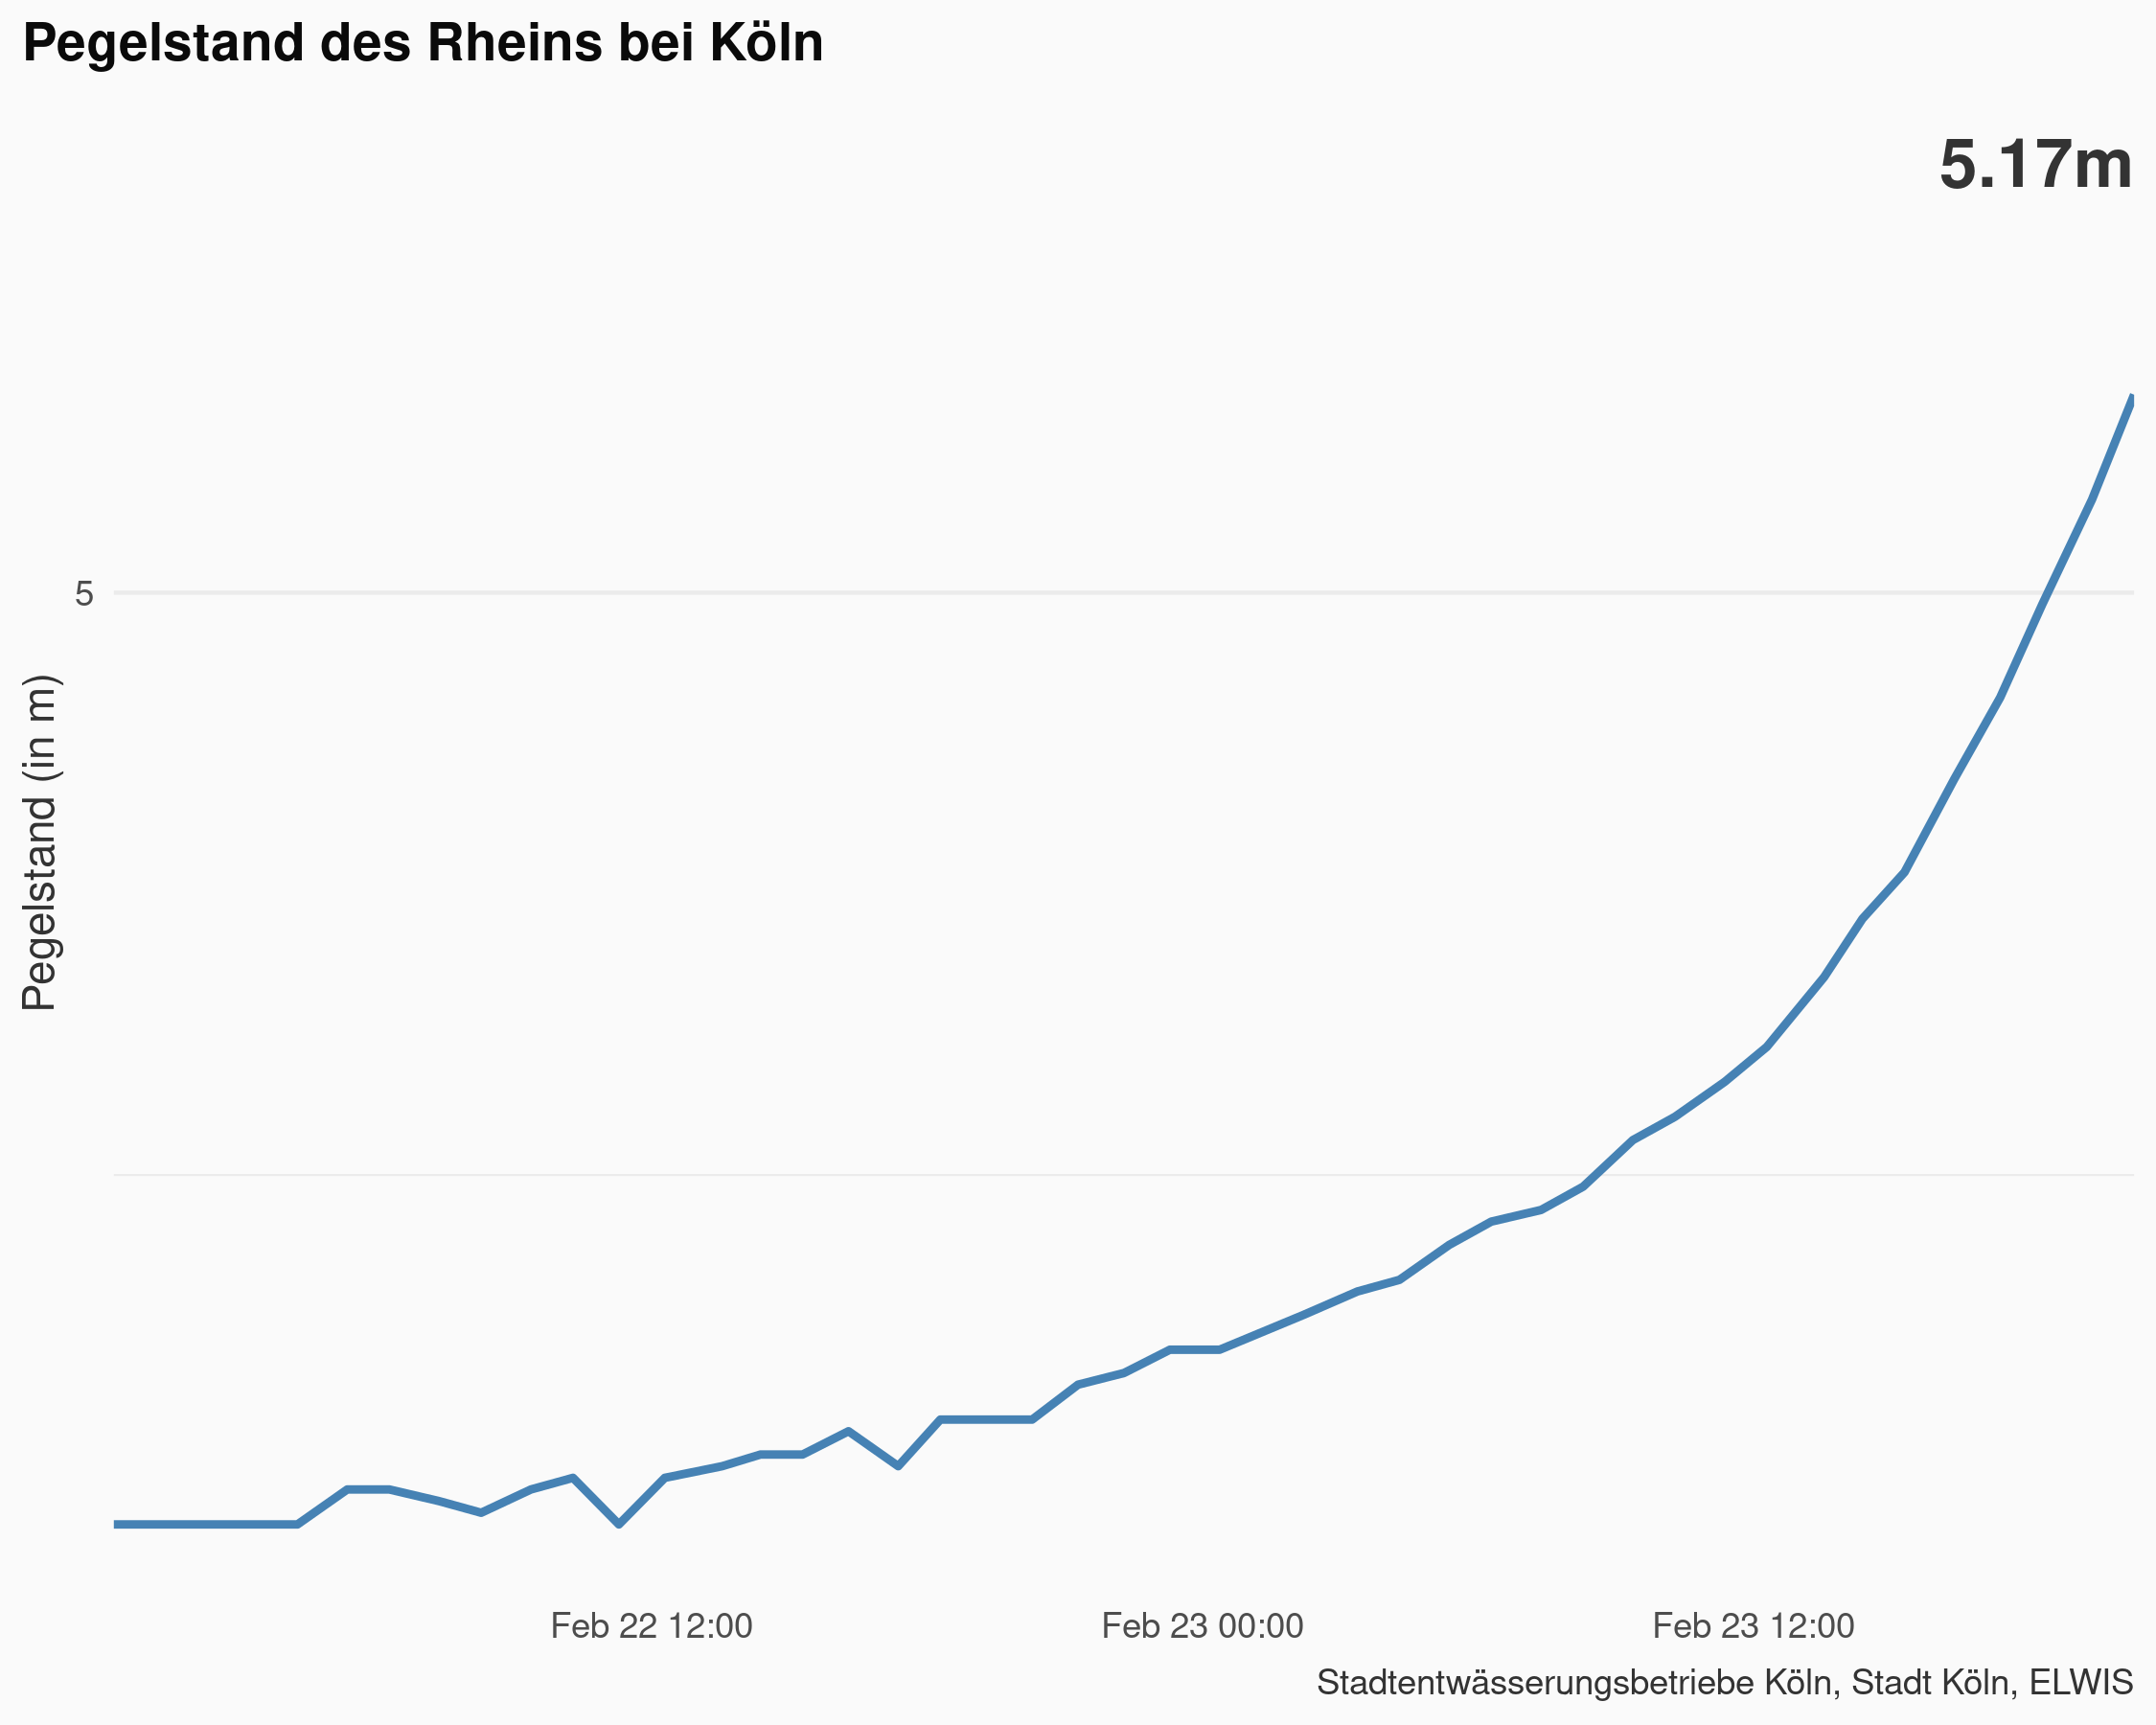 Pegelstand des Rheins bei Köln
5.17m
5
Pegelstand (in m)
Feb 22 12:00
Feb 23 00:00
Feb 23 12:00
Stadtentwässerungsbetriebe Köln, Stadt Köln, ELWIS